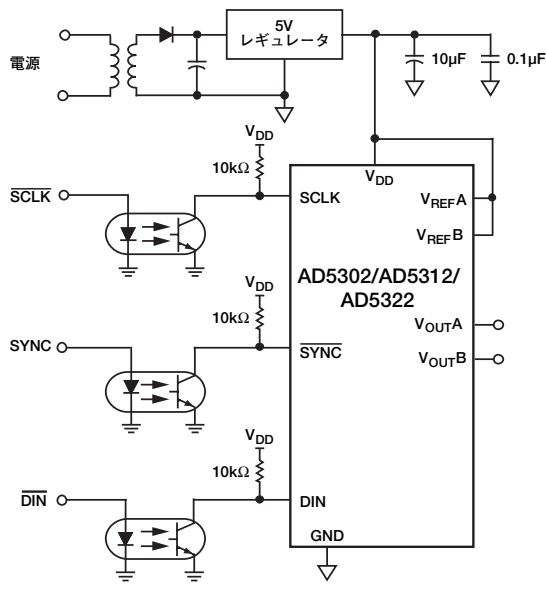 5V
レギュレータ
電源
10µF
0.1µF
VDD
10kΩ
SCLK
SCLK
VDD
VREFA
VREFB
AD5302/AD5312/
AD5322
VDD
10kΩ
SYNC
SYNC
VOUTA
VOUTB
VDD
10kΩ
DIN
DIN
GND